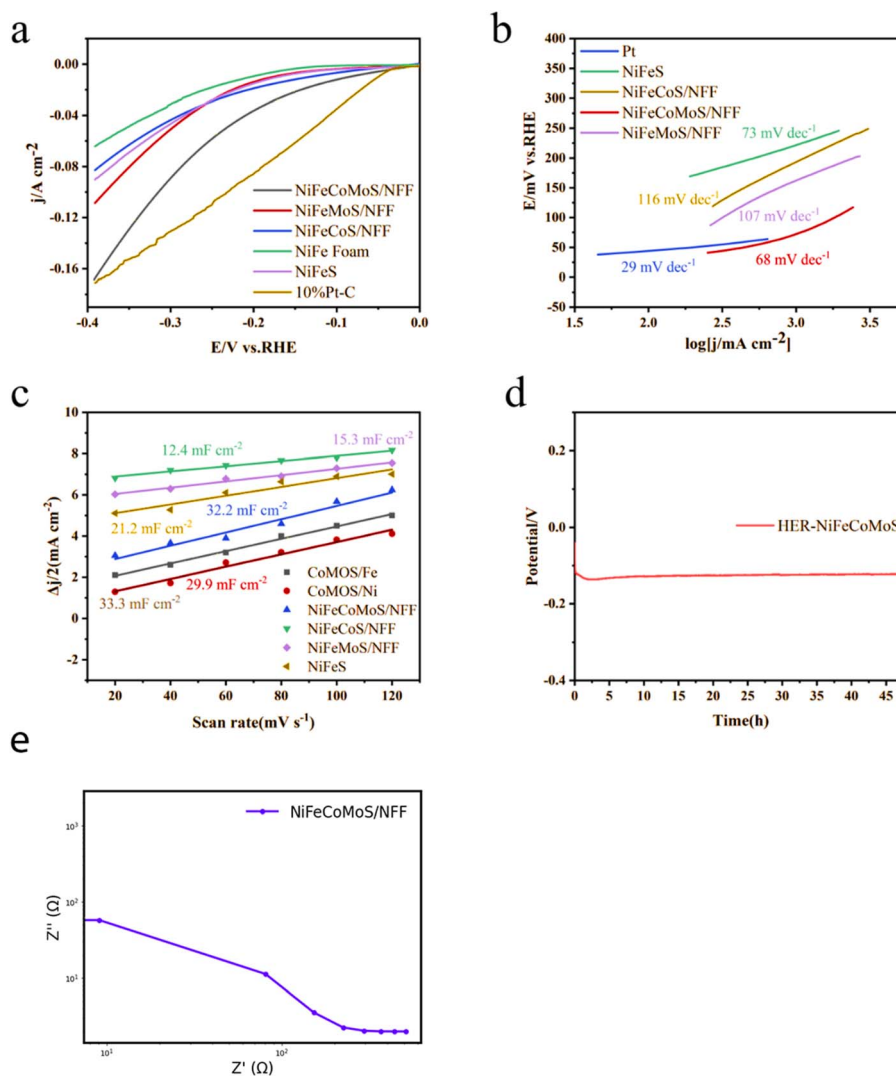 a
0.00
-0.04
-0.08
-0.12
-0.16
j/A cm⁻²
-0.4
-0.3
-0.2
-0.1
0.0
E/V vs.RHE
NiFeCoMoS/NFF
NiFeMoS/NFF
NiFeCoS/NFF
NiFe Foam
NiFeS
10%Pt-C
b
400
350
300
250
200
150
100
50
0
-50
E/mV vs.RHE
1.5
2.0
2.5
3.0
3.5
log[j/mA cm⁻²]
Pt
NiFeS
NiFeCoS/NFF
NiFeCoMoS/NFF
NiFeMoS/NFF
73 mV dec⁻¹
116 mV dec⁻¹
107 mV dec⁻¹
29 mV dec⁻¹
68 mV dec⁻¹
c
10
8
6
4
2
0
-2
Δj/2(mA cm⁻²)
20
40
60
80
100
120
Scan rate(mV s⁻¹)
12.4 mF cm⁻²
15.3 mF cm⁻²
21.2 mF cm⁻²
32.2 mF cm⁻²
33.3 mF cm⁻²
29.9 mF cm⁻²
CoMOS/Fe
CoMOS/Ni
NiFeCoMoS/NFF
NiFeCoS/NFF
NiFeMoS/NFF
NiFeS
d
0.2
0.0
-0.2
-0.4
Potential/V
0
5
10
15
20
25
30
35
40
45
Time(h)
HER-NiFeCoMoS
e
10³
10²
10¹
Z'' (Ω)
10¹
10²
Z' (Ω)
NiFeCoMoS/NFF